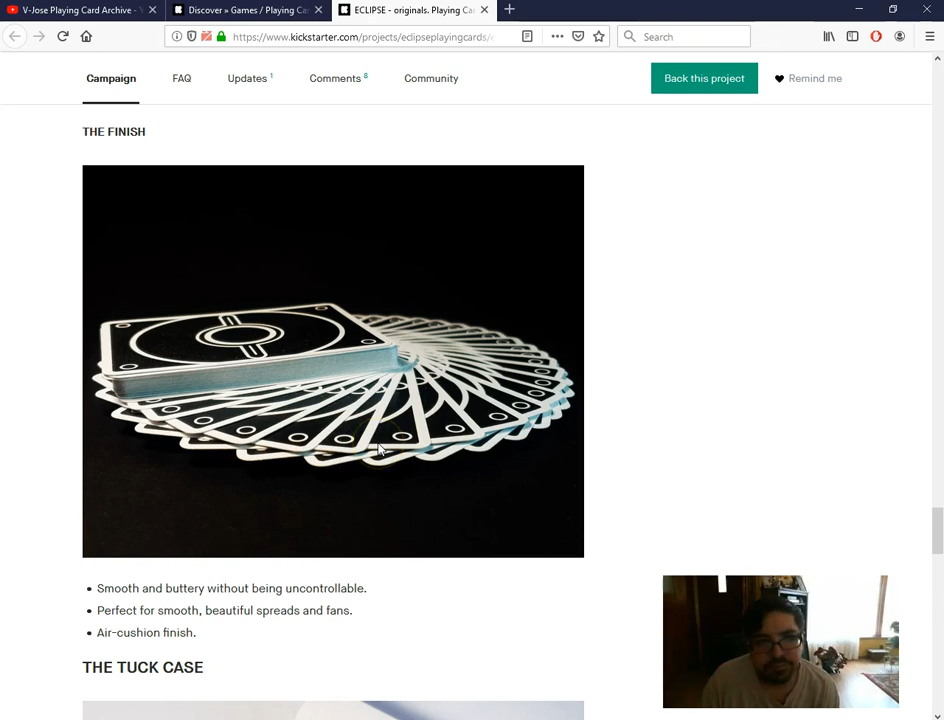 V-Jose Playing Card Archive -
Discover » Games / Playing Ca
ECLIPSE - originals. Playing Ca
https://www.kickstarter.com/projects/eclipseplayingcards/
Search
Campaign
FAQ
Updates 1
Comments 8
Community
Back this project
Remind me
THE FINISH
Smooth and buttery without being uncontrollable.
Perfect for smooth, beautiful spreads and fans.
Air-cushion finish.
THE TUCK CASE